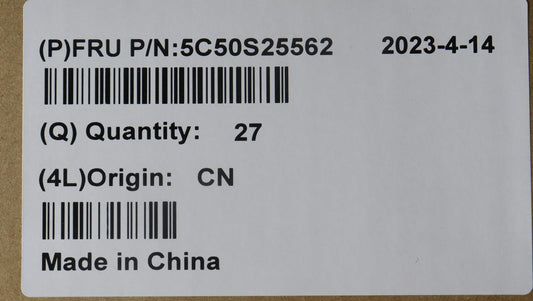 (P)FRU P/N:5C50S25562 2023-4-14
(Q) Quantity: 27
(4L)Origin: CN
Made in China